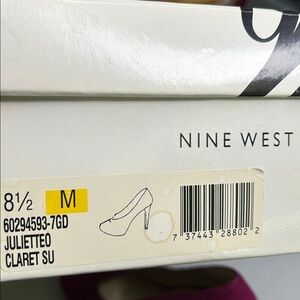 NINE WEST
8½ M
60294593-7GD
JULIETTEO
CLARET SU
7 37443 28802 2